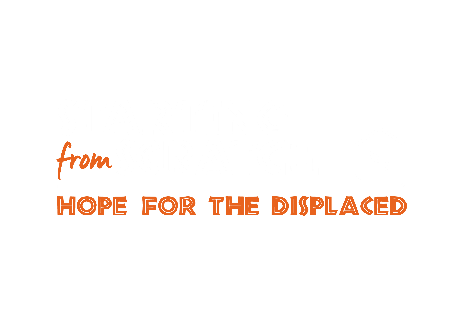 from
HOPE FOR THE DISPLACED